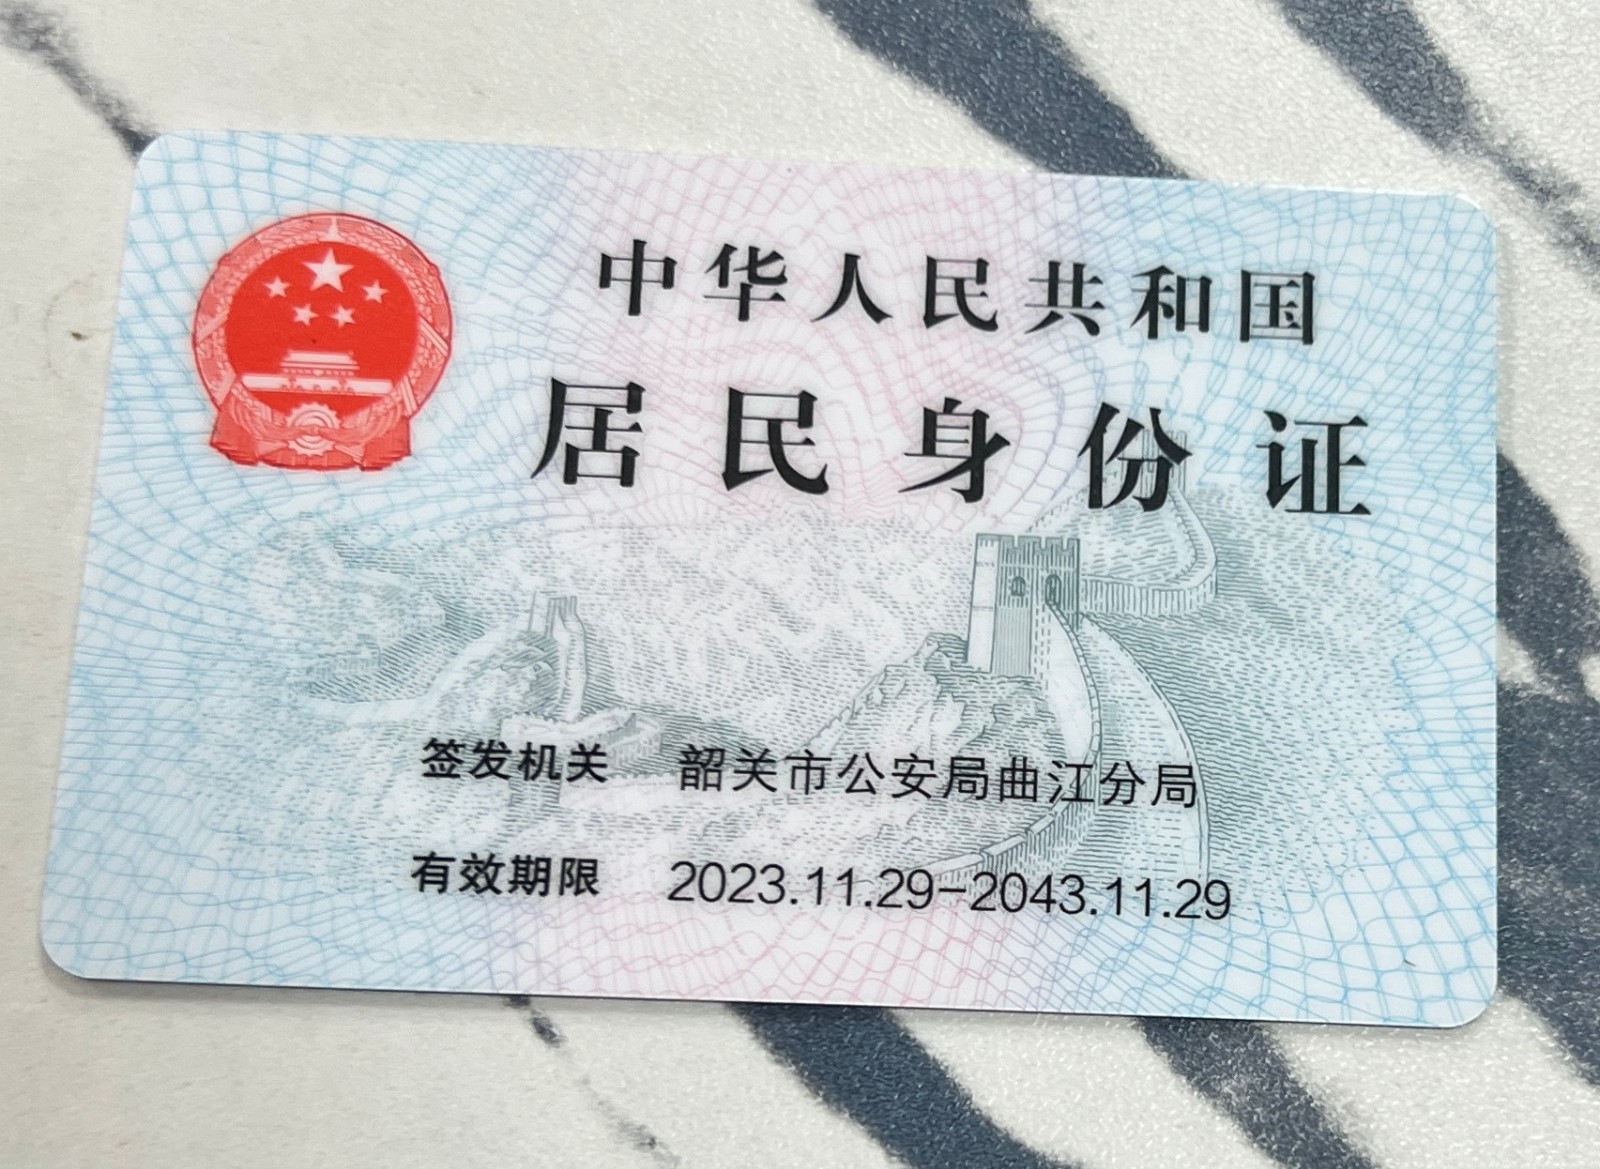 中华人民共和国
居民身份证
签发机关 韶关市公安局曲江分局
有效期限 2023.11.29-2043.11.29